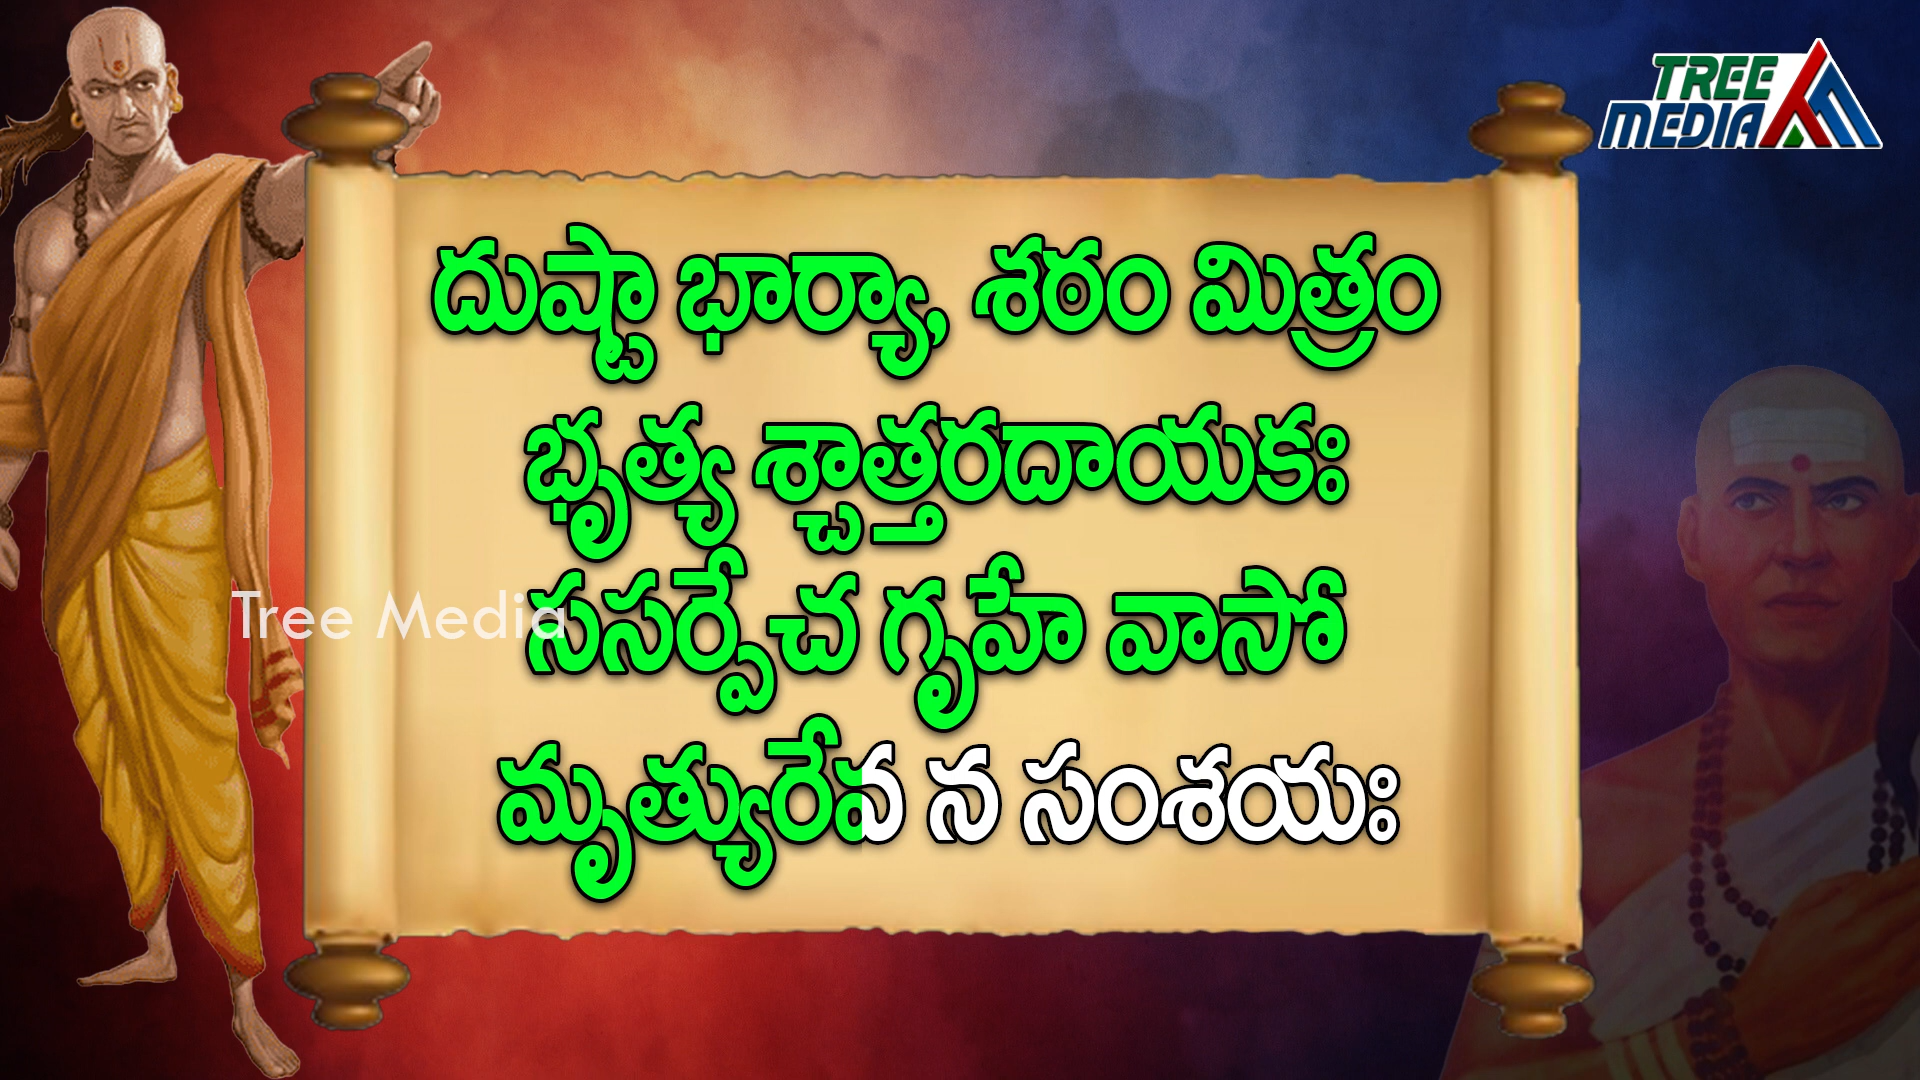 TREE
MEDIA
దుష్టా భార్యా, శఠం మిత్రం
భృత్య శ్చాత్తరదాయకః
ససర్పేచ గృహే వాసో
మృత్యురేవ న సంశయః
Tree Media